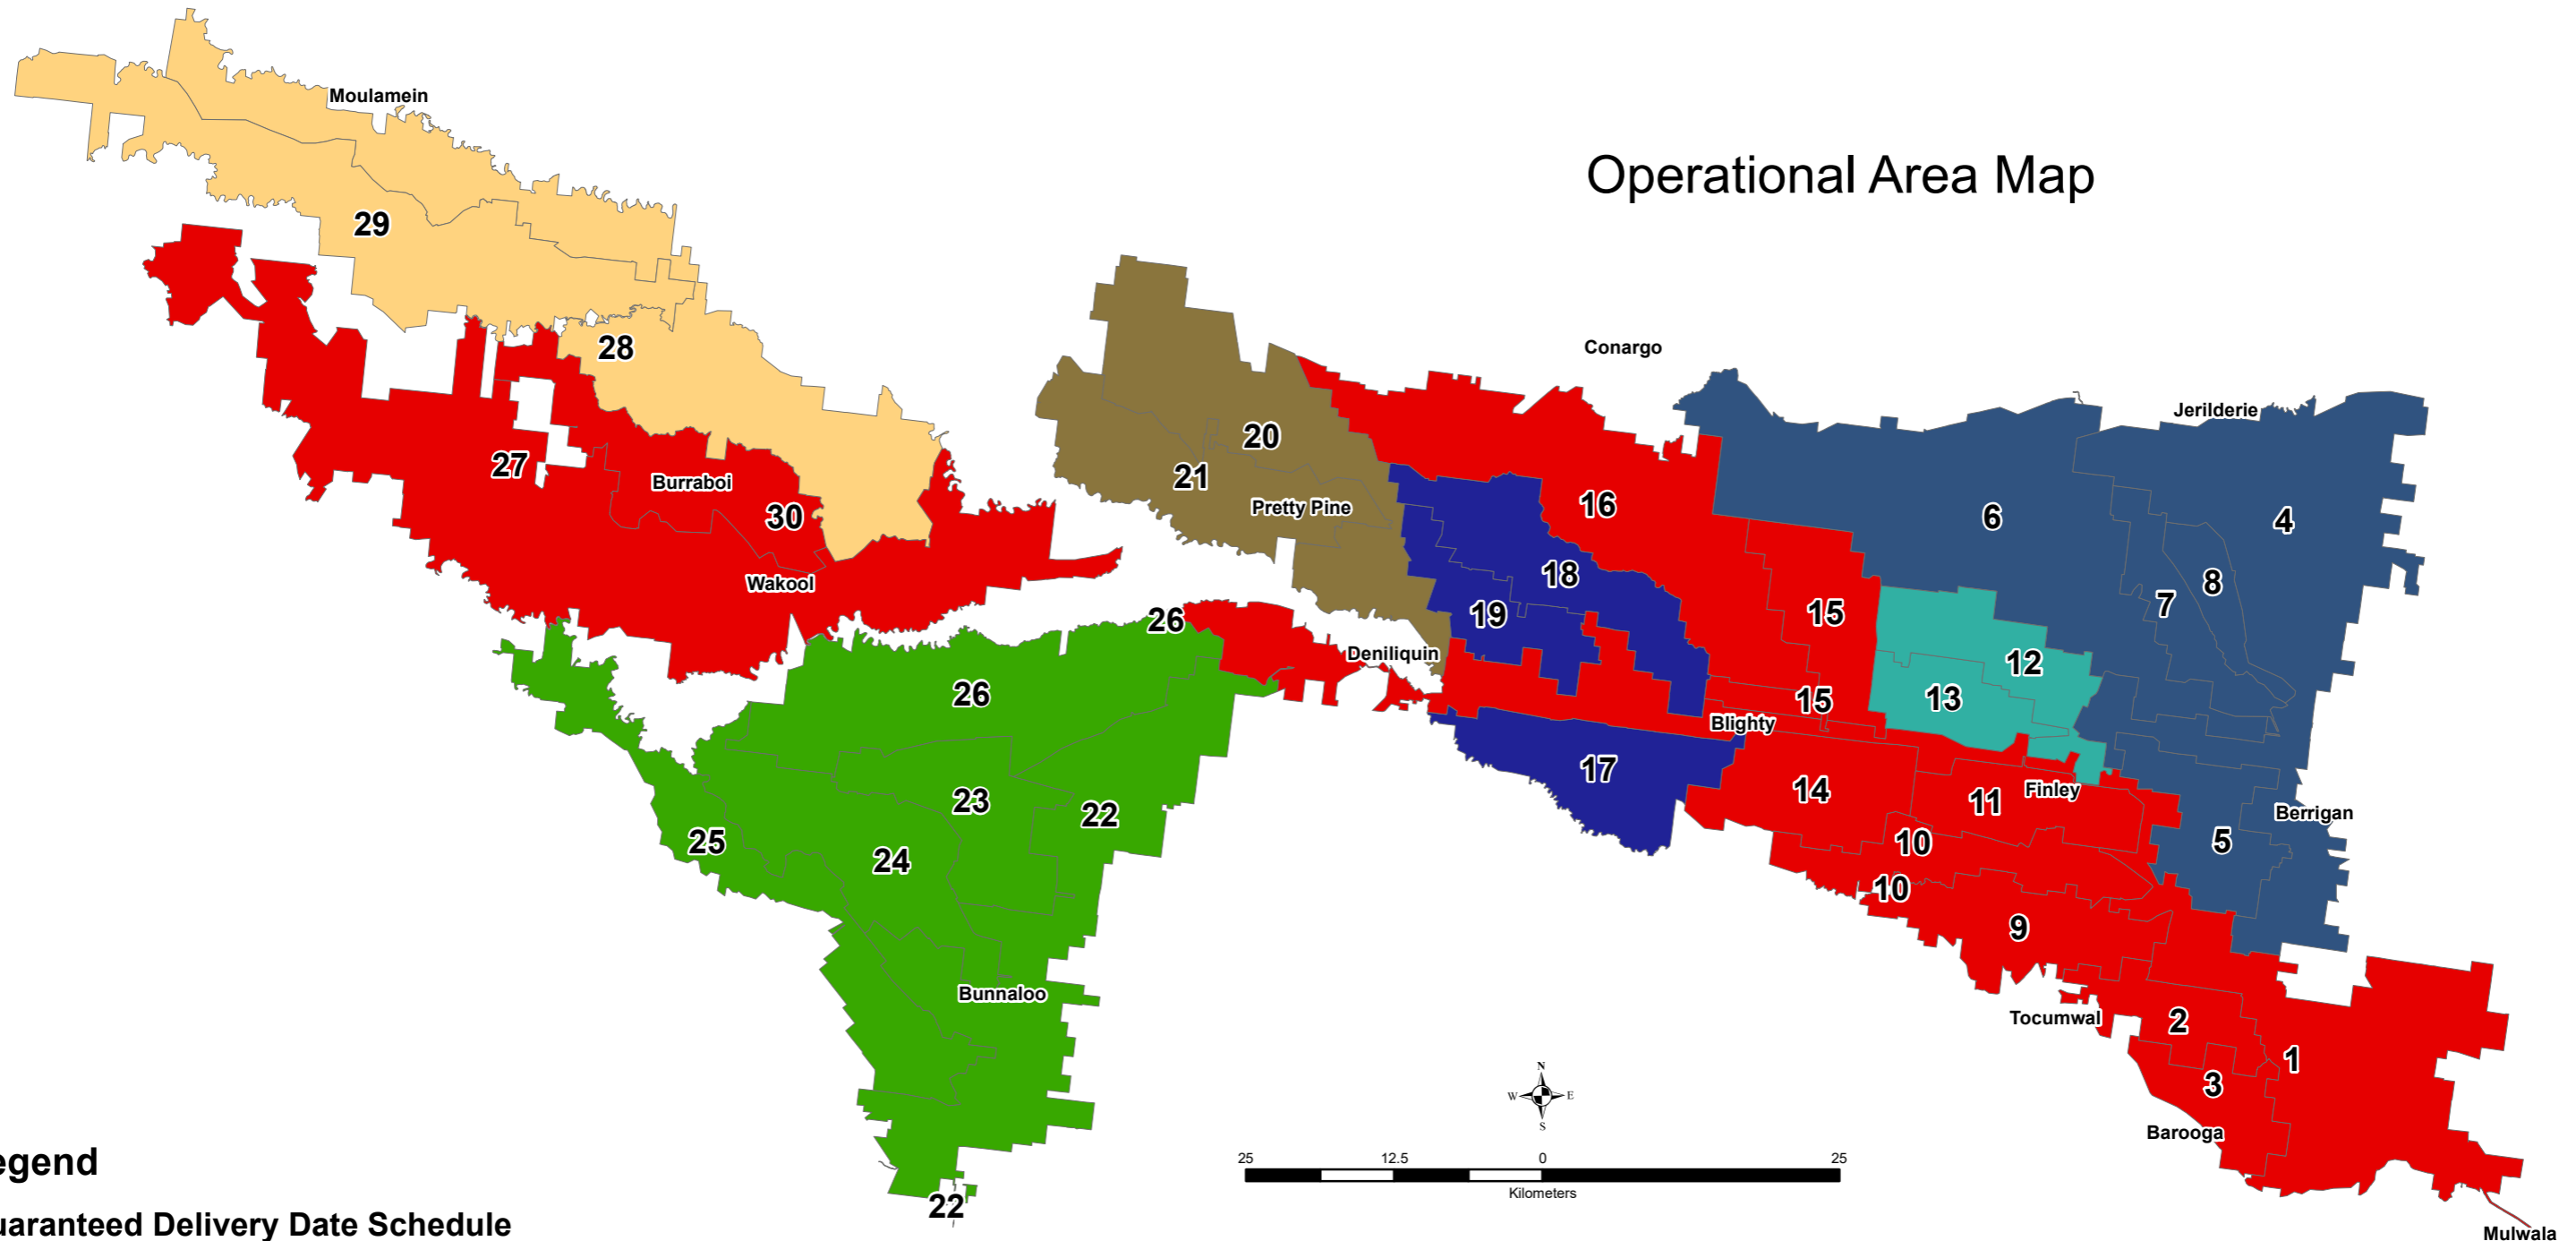 Moulamein
Operational Area Map
29
Conargo
28
Jerilderie
20
27
21
Burraboi
Pretty Pine
16
30
6
4
18
Wakool
8
7
15
19
26
Deniliquin
12
26
13
15
Blighty
17
14
Finley
23
11
22
Berrigan
25
10
5
24
10
9
Bunnaloo
Tocumwal
2
1
N
W E
S
3
Barooga
25 12.5 0 25
Kilometers
egend
22
uaranteed Delivery Date Schedule
Mulwala